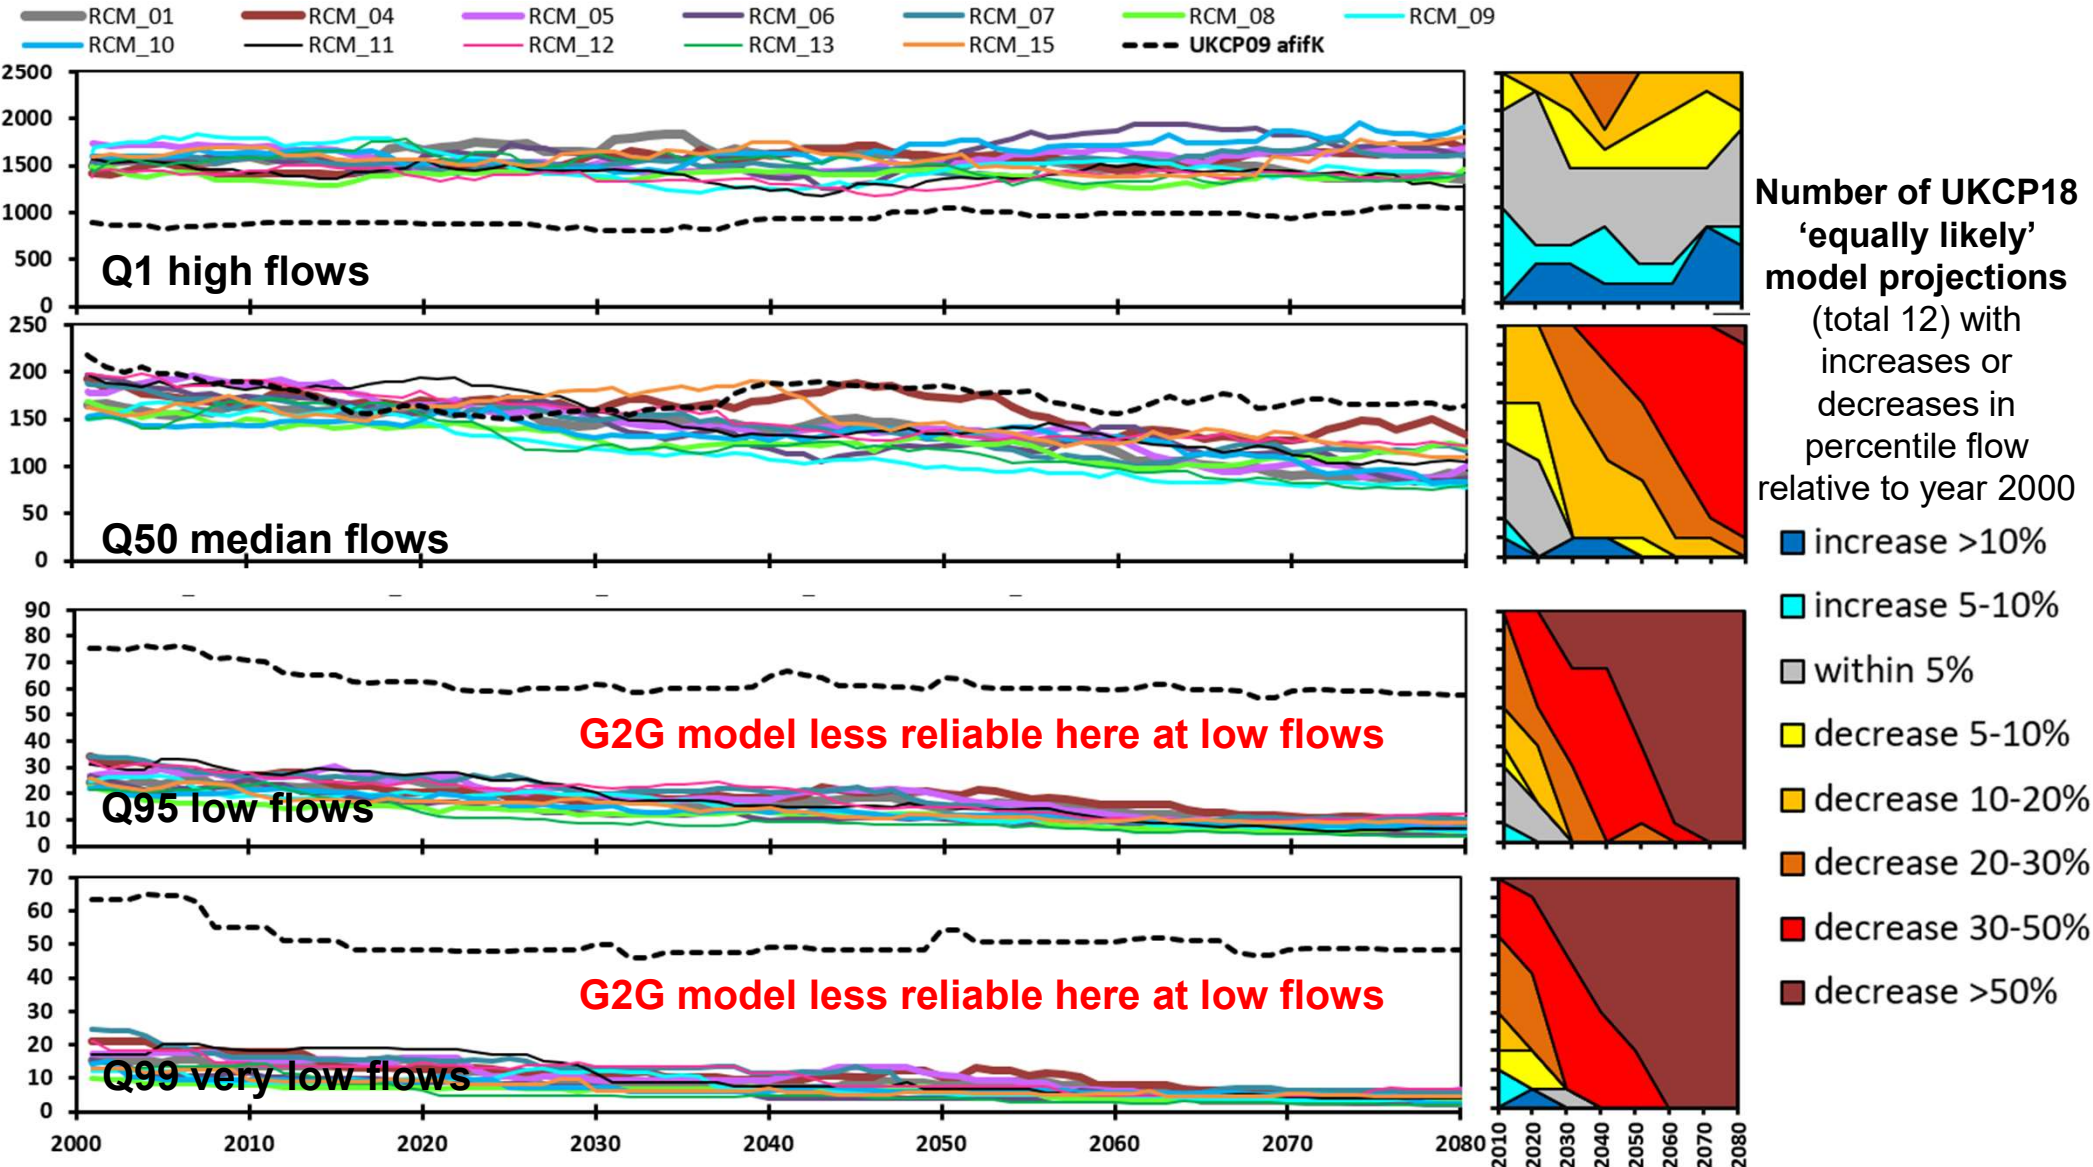 RCM_01 RCM_04 RCM_05 RCM_06 RCM_07 RCM_08 RCM_09
RCM_10 RCM_11 RCM_12 RCM_13 RCM_15 UKCP09 afifK
2500
2000
1500
1000
500
0
Q1 high flows
250
200
150
100
50
0
Q50 median flows
90
80
70
60
50
40
30
20
10
0
G2G model less reliable here at low flows
Q95 low flows
70
60
50
40
30
20
10
0
G2G model less reliable here at low flows
Q99 very low flows
2000 2010 2020 2030 2040 2050 2060 2070 2080
2010 2020 2030 2040 2050 2060 2070 2080
Number of UKCP18
‘equally likely’
model projections
(total 12) with
increases or
decreases in
percentile flow
relative to year 2000
increase >10%
increase 5-10%
within 5%
decrease 5-10%
decrease 10-20%
decrease 20-30%
decrease 30-50%
decrease >50%